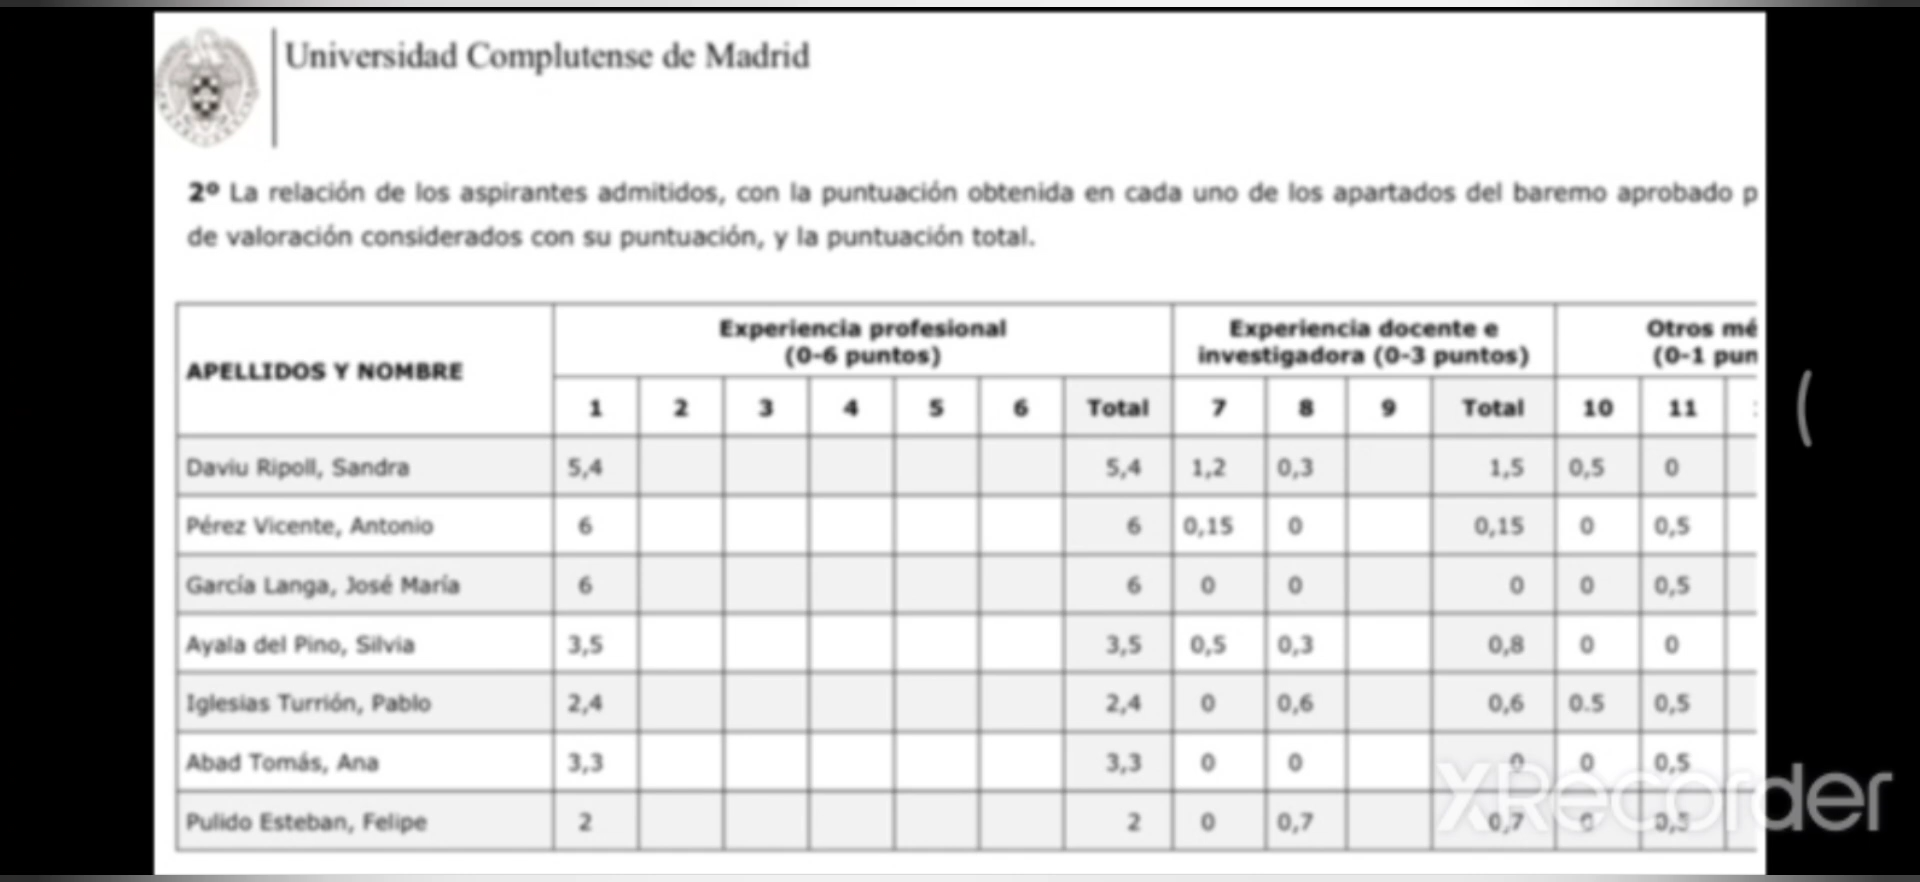 Universidad Complutense de Madrid
2º La relación de los aspirantes admitidos, con la puntuación obtenida en cada uno de los apartados del baremo aprobado p
de valoración considerados con su puntuación, y la puntuación total.
APELLIDOS Y NOMBRE
Experiencia profesional
(0-6 puntos)
Experiencia docente e
investigadora (0-3 puntos)
Otros mé
(0-1 pun
1 2 3 4 5 6 Total 7 8 9 Total 10 11
Daviu Ripoll, Sandra 5,4 5,4 1,2 0,3 1,5 0,5 0
Pérez Vicente, Antonio 6 6 0,15 0 0,15 0 0,5
García Langa, José María 6 6 0 0 0 0 0,5
Ayala del Pino, Silvia 3,5 3,5 0,5 0,3 0,8 0 0
Iglesias Turrión, Pablo 2,4 2,4 0 0,6 0,6 0.5 0,5
Abad Tomás, Ana 3,3 3,3 0 0 0 0 0,5
Pulido Esteban, Felipe 2 2 0 0,7 0,7 0 0,5
XRecorder